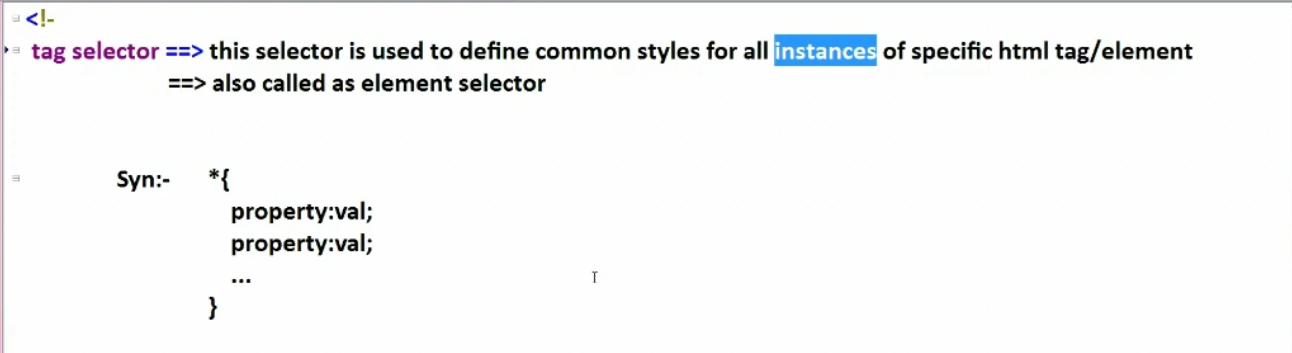 <!-
tag selector ==> this selector is used to define common styles for all instances of specific html tag/element
==> also called as element selector
Syn:- *{
property:val;
property:val;
...
}